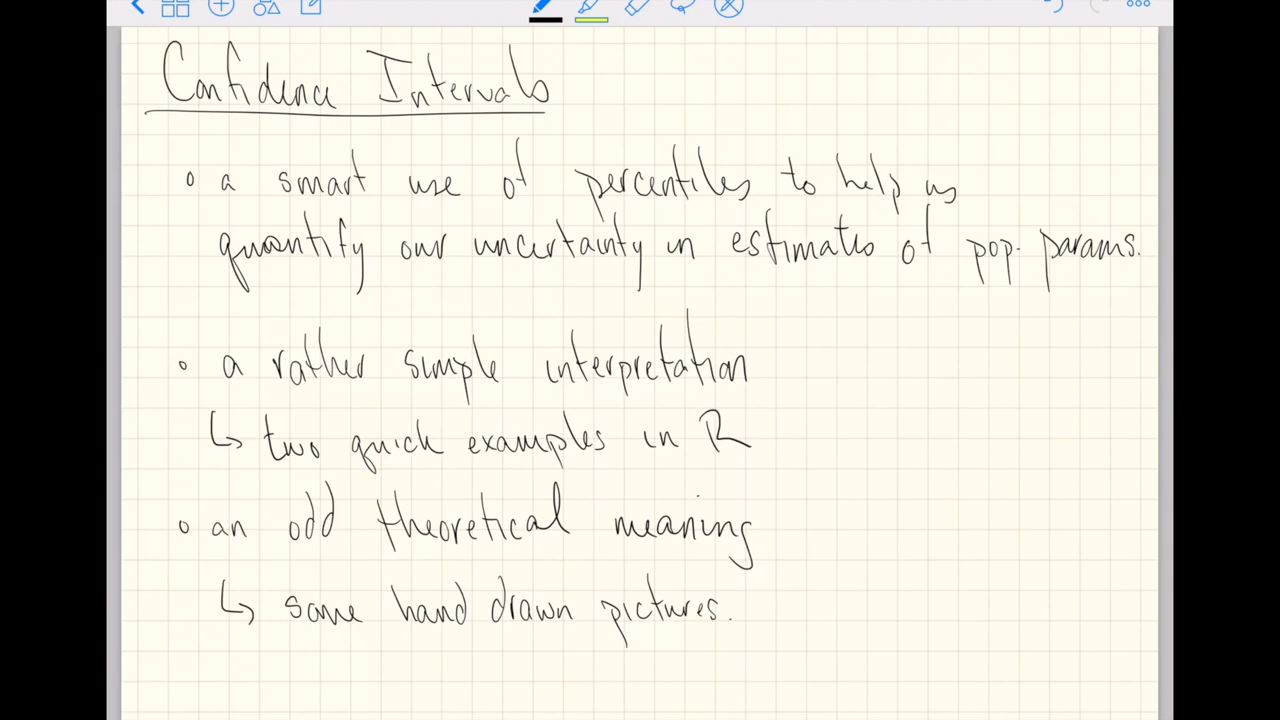 Confidence Intervals
◦ a smart use of percentiles to help us
quantify our uncertainty in estimates of pop. params.
◦ a rather simple interpretation
↳ two quick examples in R
◦ an odd theoretical meaning
↳ some hand drawn pictures.